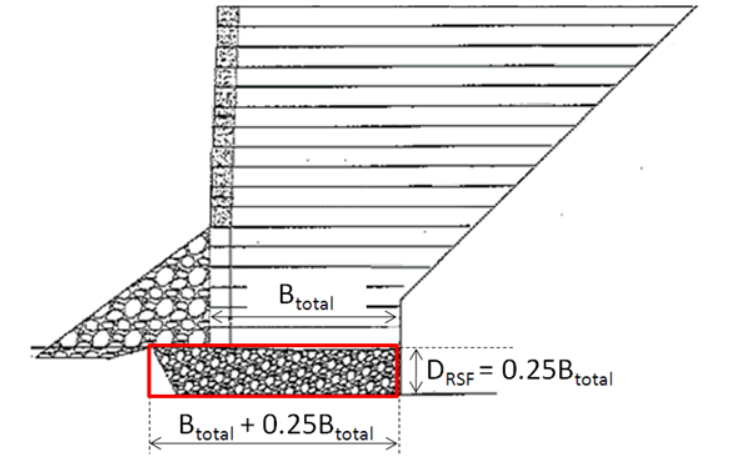 B_total
D_RSF = 0.25B_total
B_total + 0.25B_total